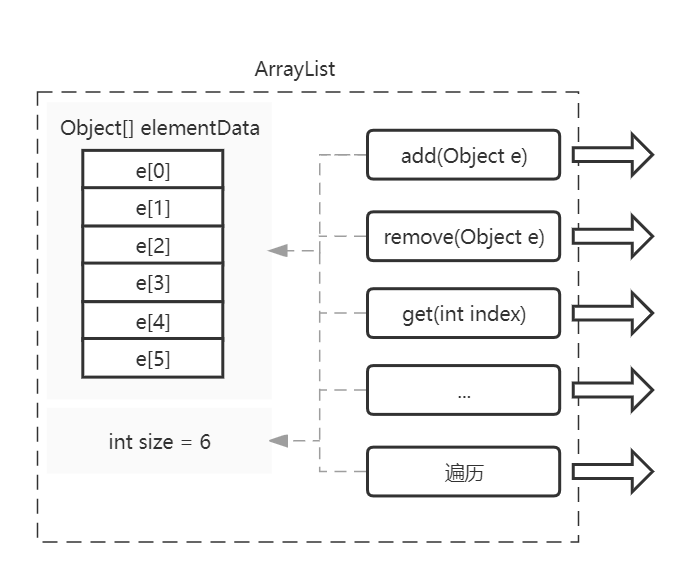 ArrayList
Object[] elementData
e[0]
e[1]
e[2]
e[3]
e[4]
e[5]
int size = 6
add(Object e)
remove(Object e)
get(int index)
...
遍历